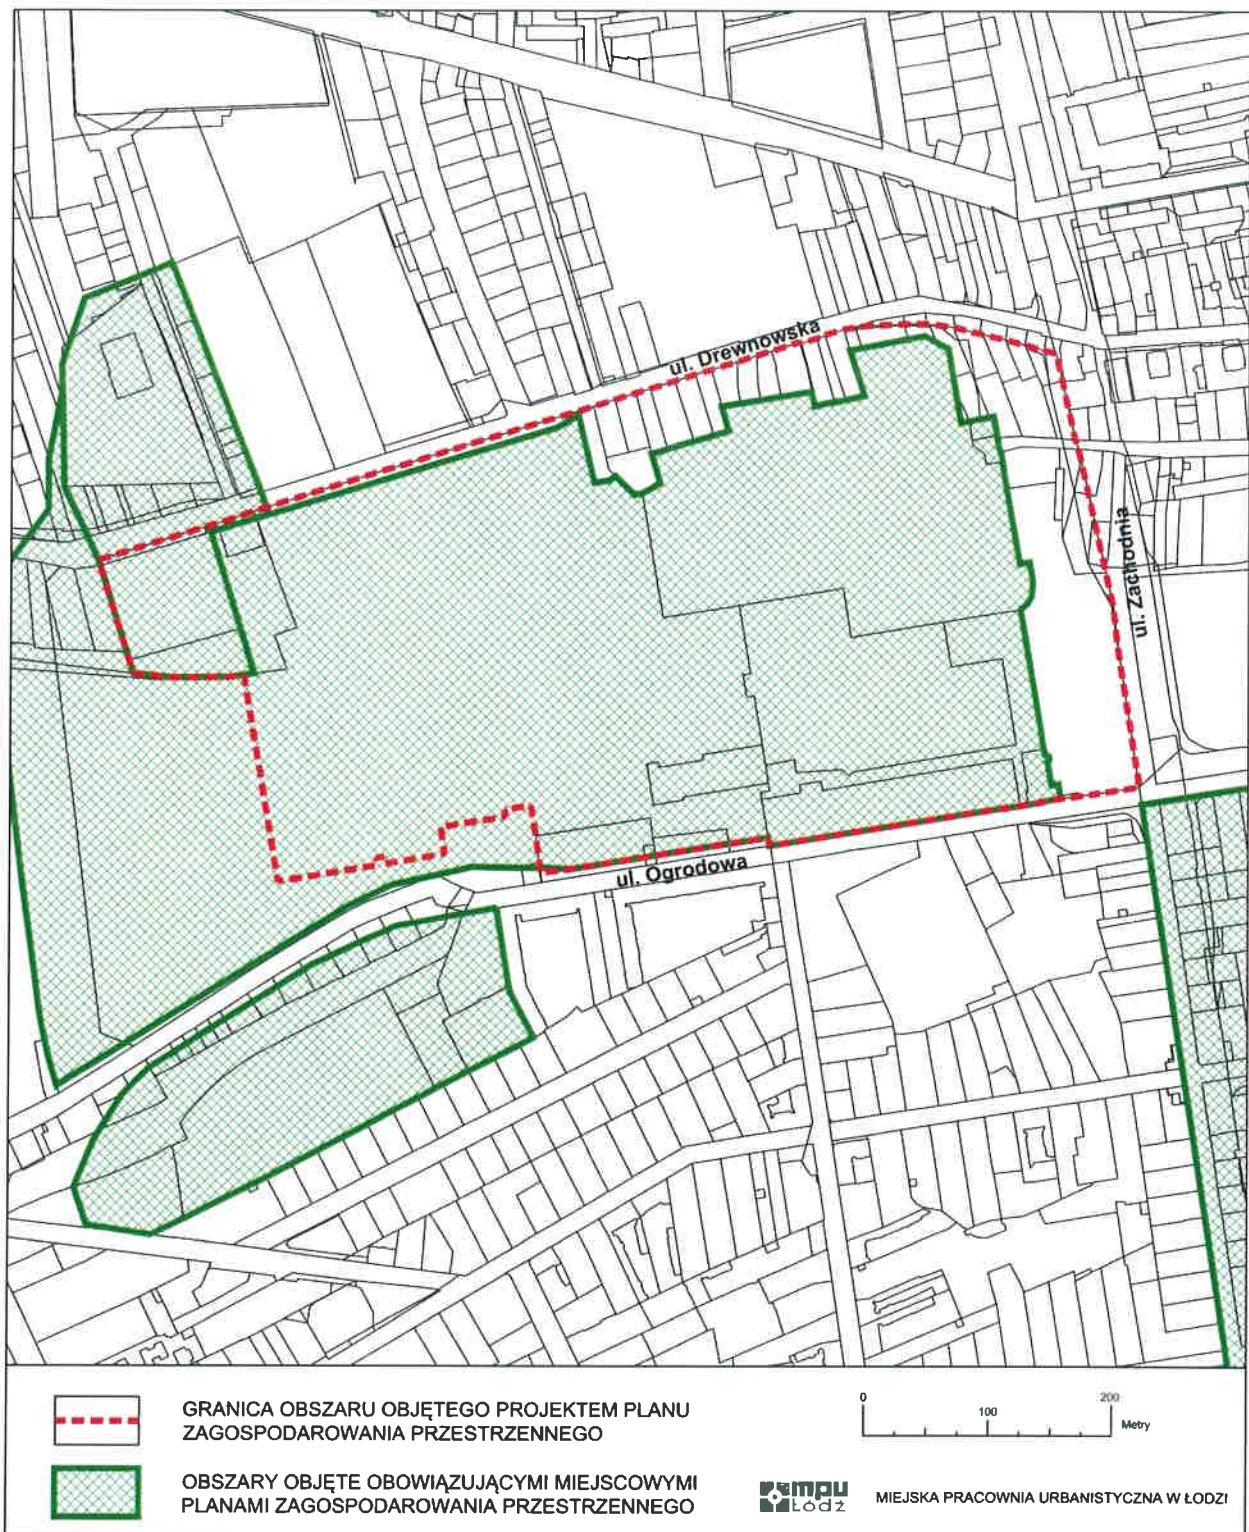 ul. Drewnowska
ul. Zachodnia
ul. Ogrodowa
GRANICA OBSZARU OBJĘTEGO PROJEKTEM PLANU
ZAGOSPODAROWANIA PRZESTRZENNEGO
OBSZARY OBJĘTE OBOWIĄZUJĄCYMI MIEJSCOWYMI
PLANAMI ZAGOSPODAROWANIA PRZESTRZENNEGO
0 100 200
Metry
mpu
Łódź
MIEJSKA PRACOWNIA URBANISTYCZNA W ŁODZI